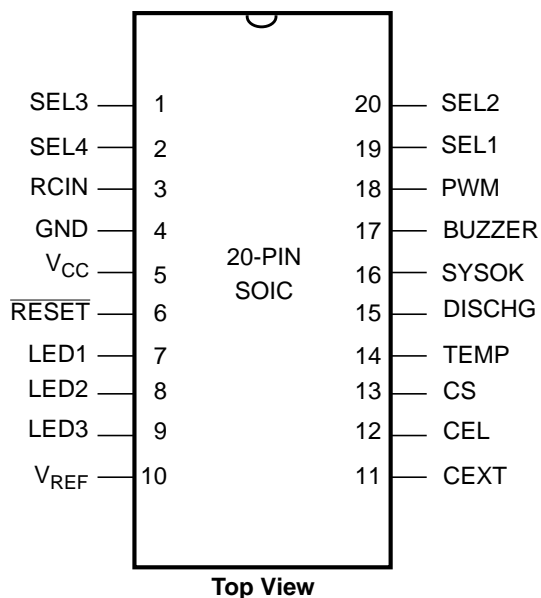 SEL3 1 20 SEL2
SEL4 2 19 SEL1
RCIN 3 18 PWM
GND 4 17 BUZZER
VCC 5 16 SYSOK
20-PIN
SOIC
RESET 6 15 DISCHG
LED1 7 14 TEMP
LED2 8 13 CS
LED3 9 12 CEL
VREF 10 11 CEXT
Top View